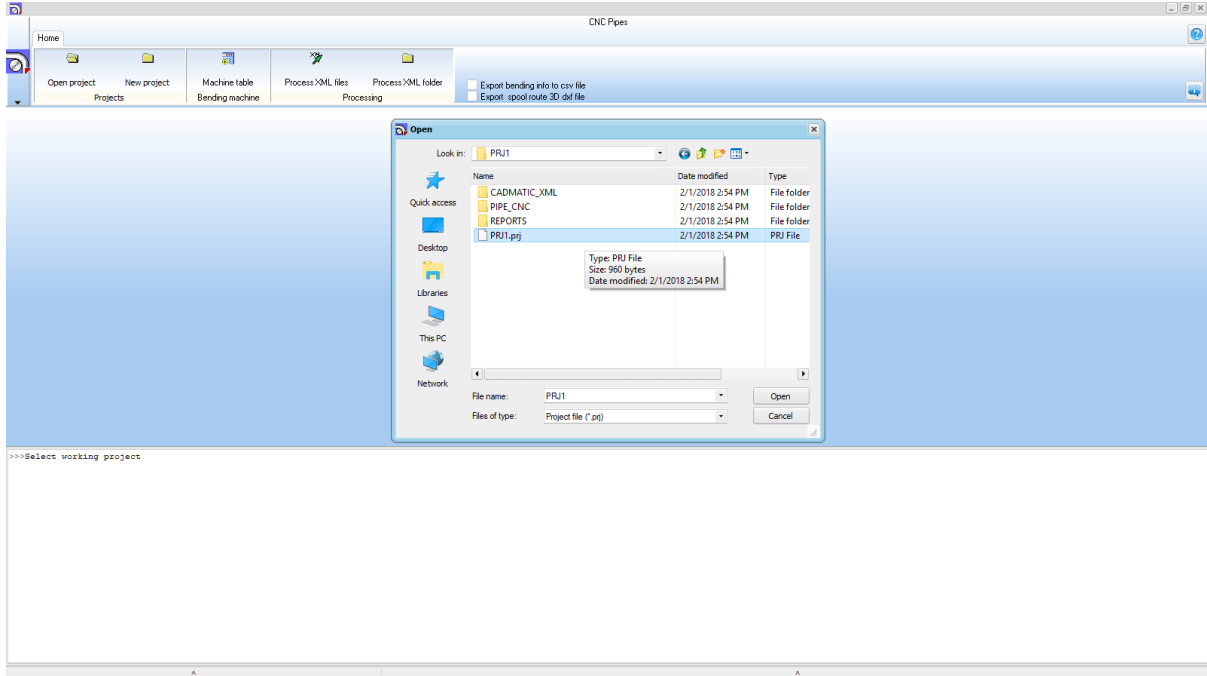 CNC Pipes
Home
Open project
New project
Machine table
Process XML files
Process XML folder
Export bending info to csv file
Export spool route 3D dxf file
Projects
Bending machine
Processing
Open
Look in:
PRJ1
Name
Date modified
Type
CADMATIC_XML 2/1/2018 2:54 PM File folder
PIPE_CNC 2/1/2018 2:54 PM File folder
REPORTS 2/1/2018 2:54 PM File folder
PRJ1.prj 2/1/2018 2:54 PM PRJ File
Quick access
Desktop
Libraries
This PC
Network
Type: PRJ File
Size: 960 bytes
Date modified: 2/1/2018 2:54 PM
File name: PRJ1 Open
Files of type: Project file (*.prj) Cancel
>>>Select working project